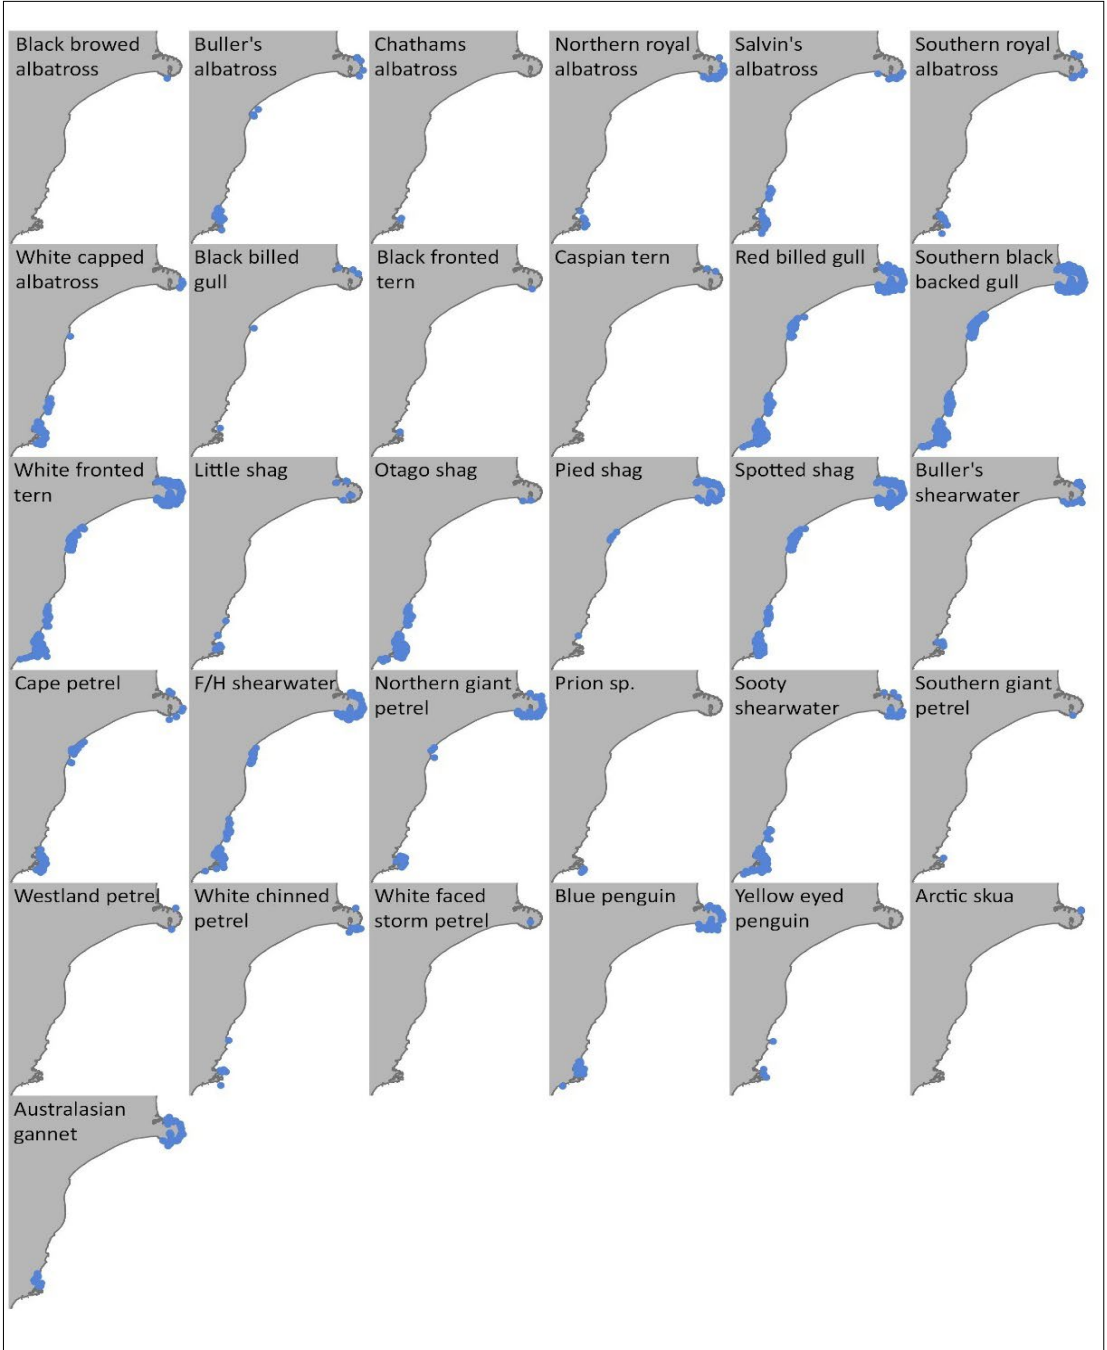 Black browed
albatross
Buller's
albatross
Chathams
albatross
Northern royal
albatross
Salvin's
albatross
Southern royal
albatross
White capped
albatross
Black billed
gull
Black fronted
tern
Caspian tern
Red billed gull
Southern black
backed gull
White fronted
tern
Little shag
Otago shag
Pied shag
Spotted shag
Buller's
shearwater
Cape petrel
F/H shearwater
Northern giant
petrel
Prion sp.
Sooty
shearwater
Southern giant
petrel
Westland petrel
White chinned
petrel
White faced
storm petrel
Blue penguin
Yellow eyed
penguin
Arctic skua
Australasian
gannet